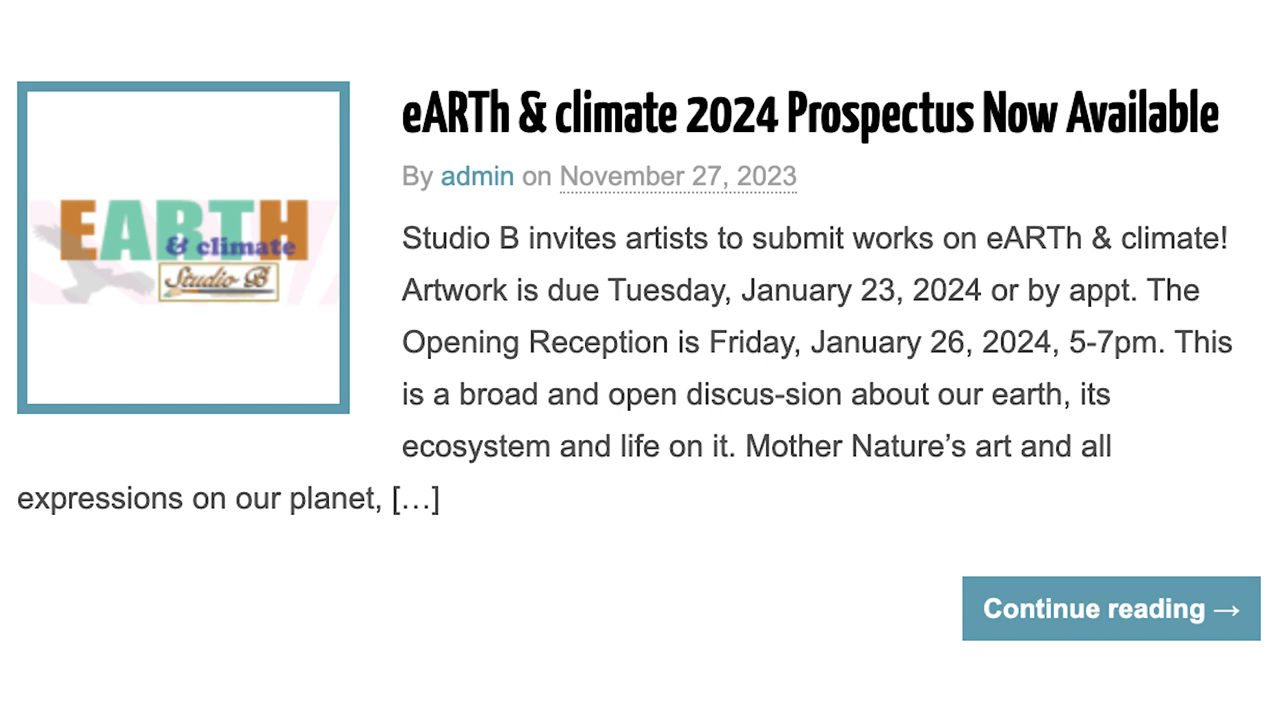 EARTH
& climate
Studio B
eARTh & climate 2024 Prospectus Now Available
By admin on November 27, 2023
Studio B invites artists to submit works on eARTh & climate!
Artwork is due Tuesday, January 23, 2024 or by appt. The
Opening Reception is Friday, January 26, 2024, 5-7pm. This
is a broad and open discus-sion about our earth, its
ecosystem and life on it. Mother Nature’s art and all
expressions on our planet, […]
Continue reading →